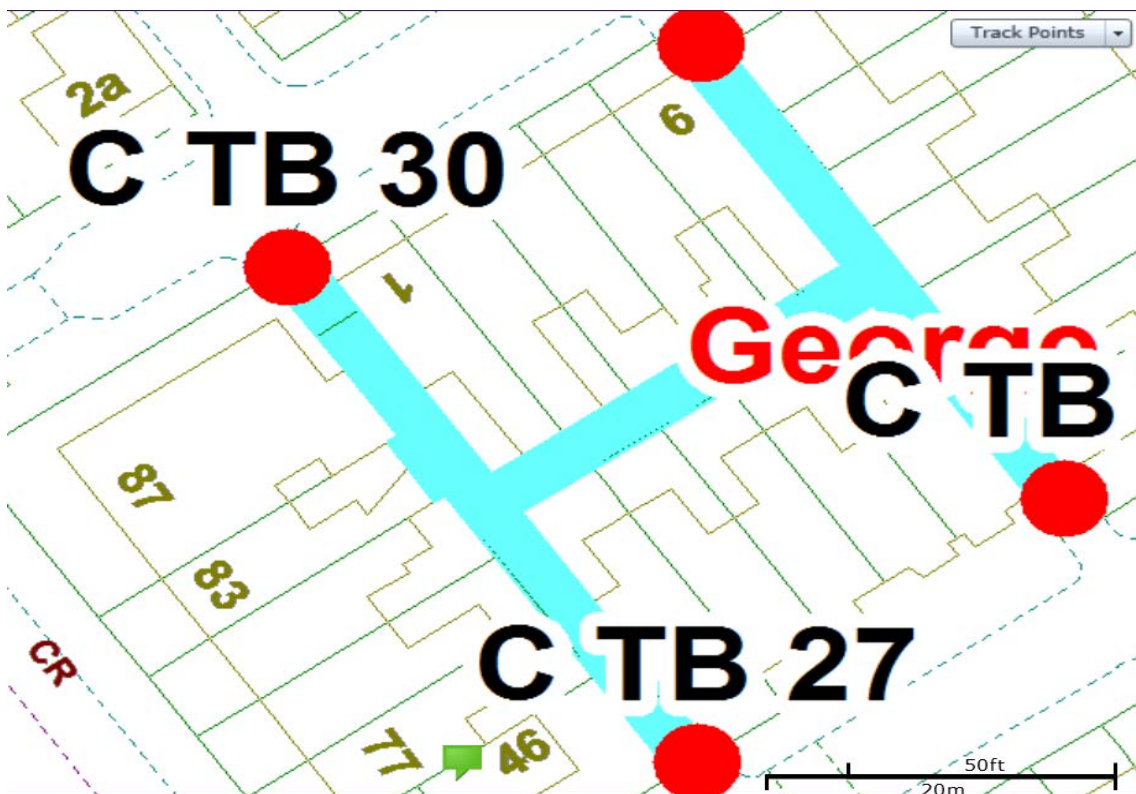 Track Points
2a
6
C TB 30
1
George
C TB
87
83
CR
C TB 27
77
46
50ft
20m